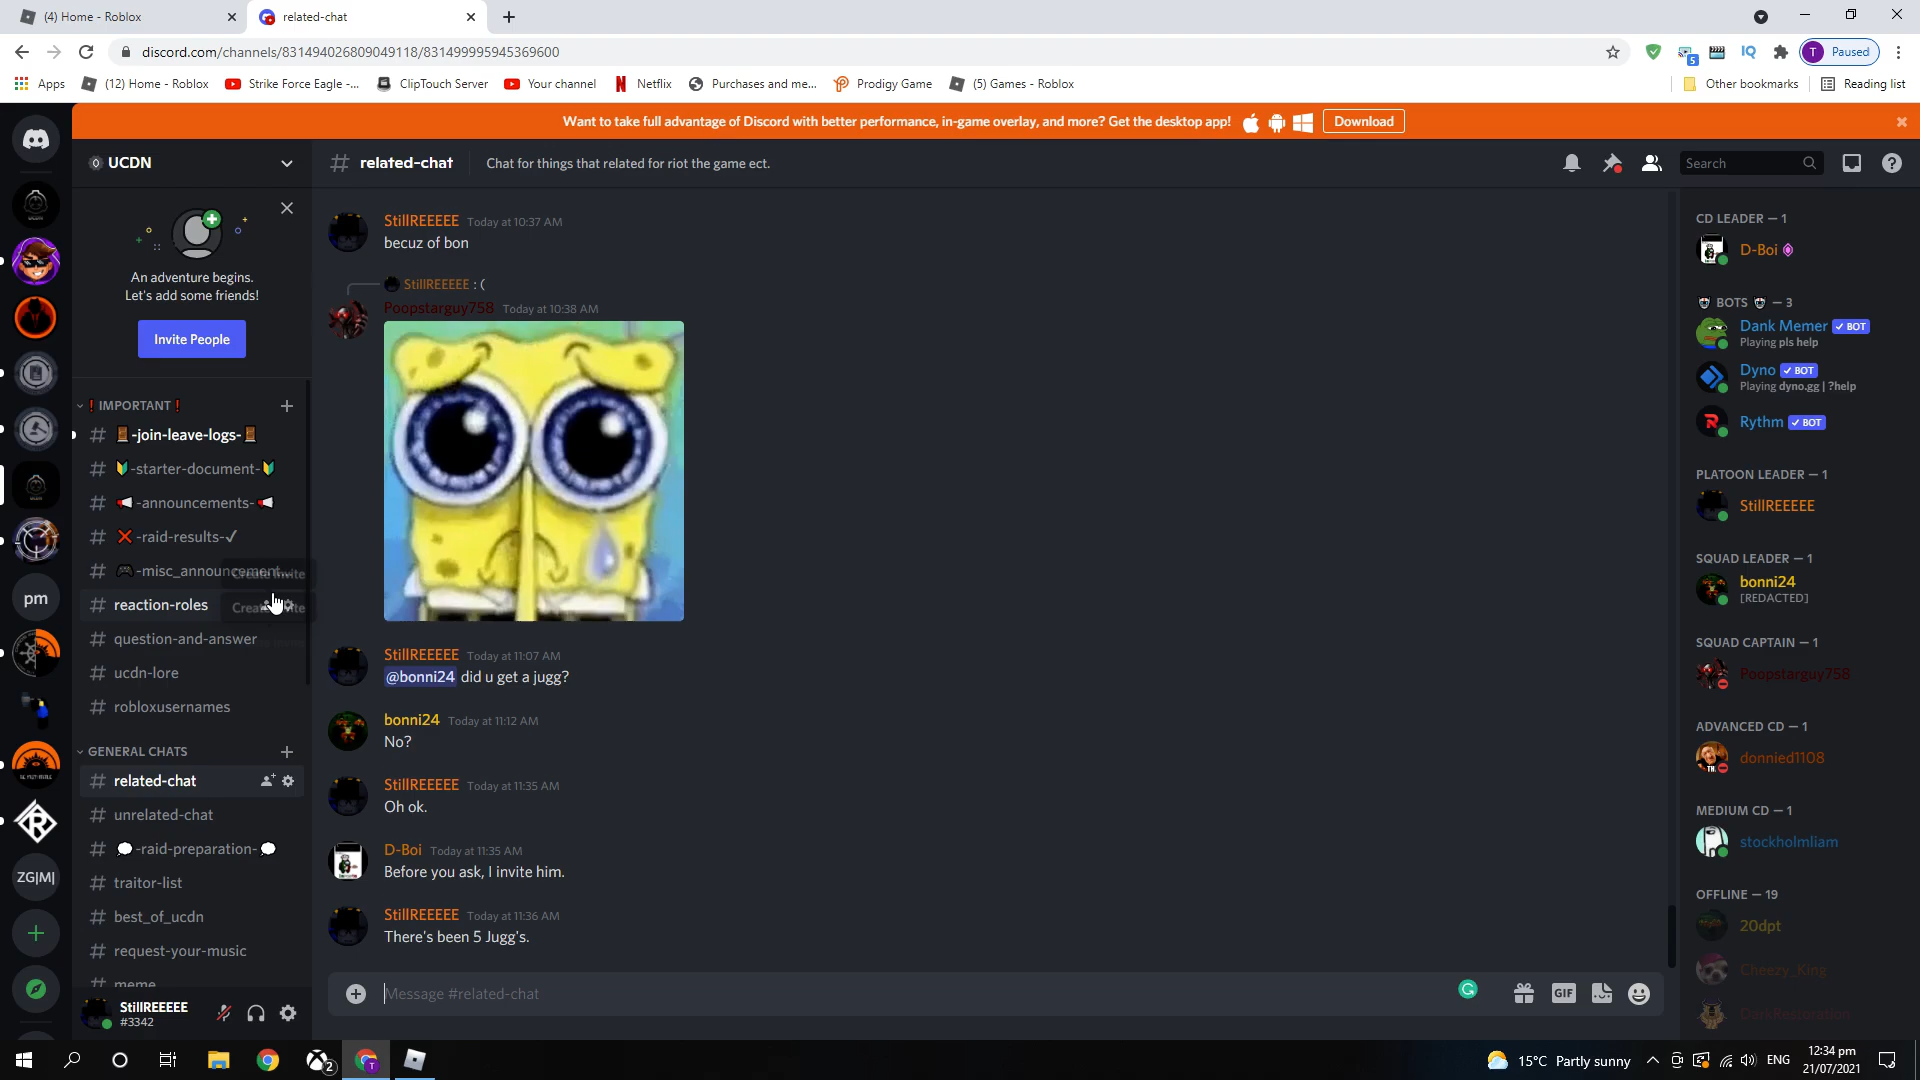 (4) Home - Roblox
related-chat
discord.com/channels/831494026809049118/831499995945369600
IQ
5
T Paused
Apps
(12) Home - Roblox
Strike Force Eagle -...
ClipTouch Server
Your channel
Netflix
Purchases and me...
Prodigy Game
(5) Games - Roblox
Other bookmarks
Reading list
Want to take full advantage of Discord with better performance, in-game overlay, and more? Get the desktop app!
Download
UCDN
related-chat
Chat for things that related for riot the game ect.
Search
An adventure begins.
Let's add some friends!
Invite People
IMPORTANT
-join-leave-logs-
-starter-document-
-announcements-
-raid-results-
-misc_announcement...
Create Invite
reaction-roles
question-and-answer
ucdn-lore
robloxusernames
GENERAL CHATS
related-chat
unrelated-chat
-raid-preparation-
traitor-list
best_of_ucdn
request-your-music
meme
pm
ZG|M|
StillREEEEE
#3342
StillREEEEE Today at 10:37 AM
becuz of bon
StillREEEEE : (
Poopstarguy758 Today at 10:38 AM
StillREEEEE Today at 11:07 AM
@bonni24 did u get a jugg?
bonni24 Today at 11:12 AM
No?
StillREEEEE Today at 11:35 AM
Oh ok.
D-Boi Today at 11:35 AM
Before you ask, I invite him.
StillREEEEE Today at 11:36 AM
There's been 5 Jugg's.
Message #related-chat
GIF
CD LEADER — 1
D-Boi
BOTS — 3
Dank Memer BOT
Playing pls help
Dyno BOT
Playing dyno.gg | ?help
Rythm BOT
PLATOON LEADER — 1
StillREEEEE
SQUAD LEADER — 1
bonni24
[REDACTED]
SQUAD CAPTAIN — 1
Poopstarguy758
ADVANCED CD — 1
donnied1108
MEDIUM CD — 1
stockholmliam
OFFLINE — 19
20dpt
Cheezy_King
DarkRestoration
2
15°C Partly sunny
ENG
12:34 pm
21/07/2021